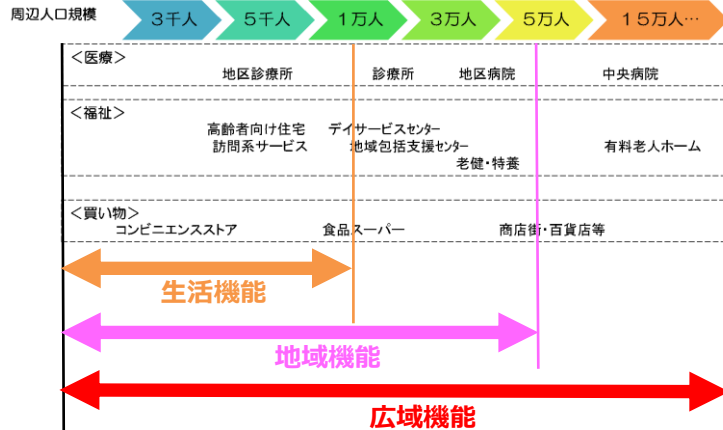 周辺人口規模
3千人 5千人 1万人 3万人 5万人 15万人…
<医療>
地区診療所 診療所 地区病院 中央病院
<福祉>
高齢者向け住宅 デイサービスセンター
訪問系サービス 地域包括支援センター 有料老人ホーム
老健・特養
<買い物>
コンビニエンスストア 食品スーパー 商店街・百貨店等
生活機能
地域機能
広域機能